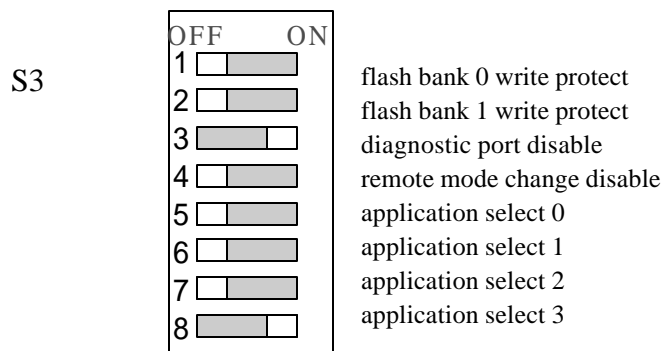 OFF ON
S3
1 flash bank 0 write protect
2 flash bank 1 write protect
3 diagnostic port disable
4 remote mode change disable
5 application select 0
6 application select 1
7 application select 2
8 application select 3